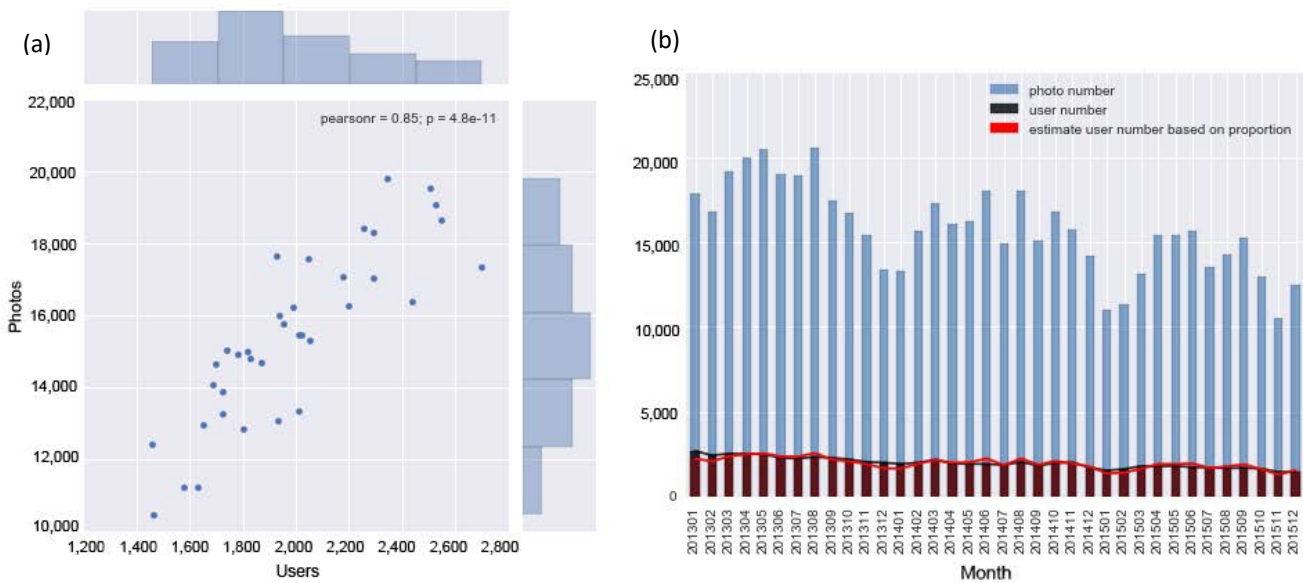 (a)
22,000
20,000
18,000
16,000
14,000
12,000
10,000
Photos
pearsonr = 0.85; p = 4.8e-11
1,200 1,400 1,600 1,800 2,000 2,200 2,400 2,600 2,800
Users
(b)
25,000
20,000
15,000
10,000
5,000
0
photo number
user number
estimate user number based on proportion
201301 201302 201303 201304 201305 201306 201307 201308 201309 201310 201311 201312 201401 201402 201403 201404 201405 201406 201407 201408 201409 201410 201411 201412 201501 201502 201503 201504 201505 201506 201507 201508 201509 201510 201511 201512
Month